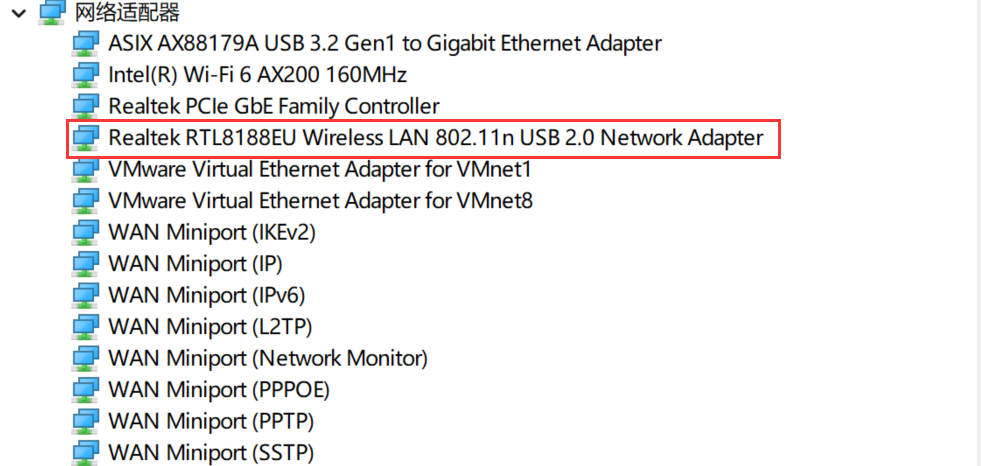 网络适配器
ASIX AX88179A USB 3.2 Gen1 to Gigabit Ethernet Adapter
Intel(R) Wi-Fi 6 AX200 160MHz
Realtek PCIe GbE Family Controller
Realtek RTL8188EU Wireless LAN 802.11n USB 2.0 Network Adapter
VMware Virtual Ethernet Adapter for VMnet1
VMware Virtual Ethernet Adapter for VMnet8
WAN Miniport (IKEv2)
WAN Miniport (IP)
WAN Miniport (IPv6)
WAN Miniport (L2TP)
WAN Miniport (Network Monitor)
WAN Miniport (PPPOE)
WAN Miniport (PPTP)
WAN Miniport (SSTP)